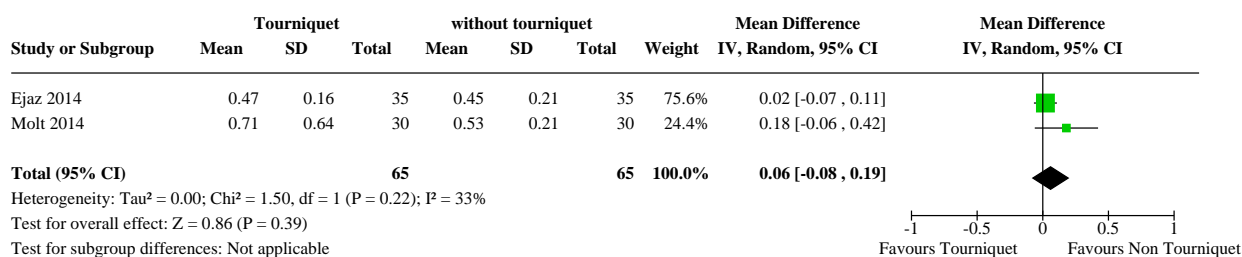 Tourniquet without tourniquet Mean Difference Mean Difference
Study or Subgroup Mean SD Total Mean SD Total Weight IV, Random, 95% CI IV, Random, 95% CI
Ejaz 2014 0.47 0.16 35 0.45 0.21 35 75.6% 0.02 [-0.07 , 0.11]
Molt 2014 0.71 0.64 30 0.53 0.21 30 24.4% 0.18 [-0.06 , 0.42]
Total (95% CI) 65 65 100.0% 0.06 [-0.08 , 0.19]
Heterogeneity: Tau² = 0.00; Chi² = 1.50, df = 1 (P = 0.22); I² = 33%
Test for overall effect: Z = 0.86 (P = 0.39)
Test for subgroup differences: Not applicable
-1 -0.5 0 0.5 1
Favours Tourniquet Favours Non Tourniquet